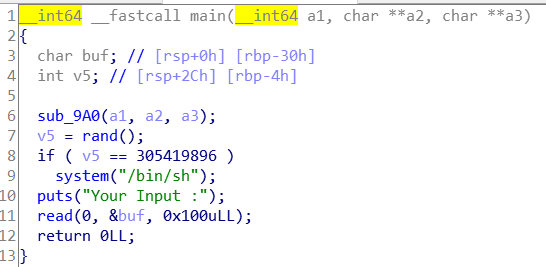 1 __int64 __fastcall main(__int64 a1, char **a2, char **a3)
2 {
3   char buf; // [rsp+0h] [rbp-30h]
4   int v5; // [rsp+2Ch] [rbp-4h]
5
6   sub_9A0(a1, a2, a3);
7   v5 = rand();
8   if ( v5 == 305419896 )
9     system("/bin/sh");
10   puts("Your Input :");
11   read(0, &buf, 0x100uLL);
12   return 0LL;
13 }